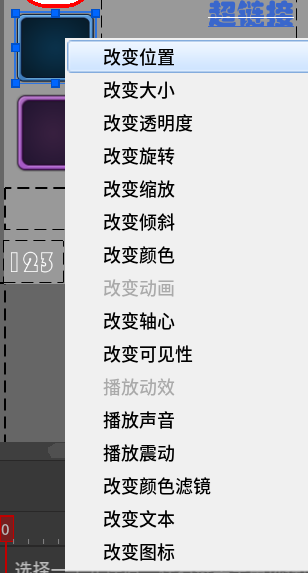 超链接
改变位置
改变大小
改变透明度
改变旋转
改变缩放
改变倾斜
改变颜色
改变动画
改变轴心
改变可见性
播放动效
播放声音
播放震动
改变颜色滤镜
改变文本
改变图标
123
0
选择